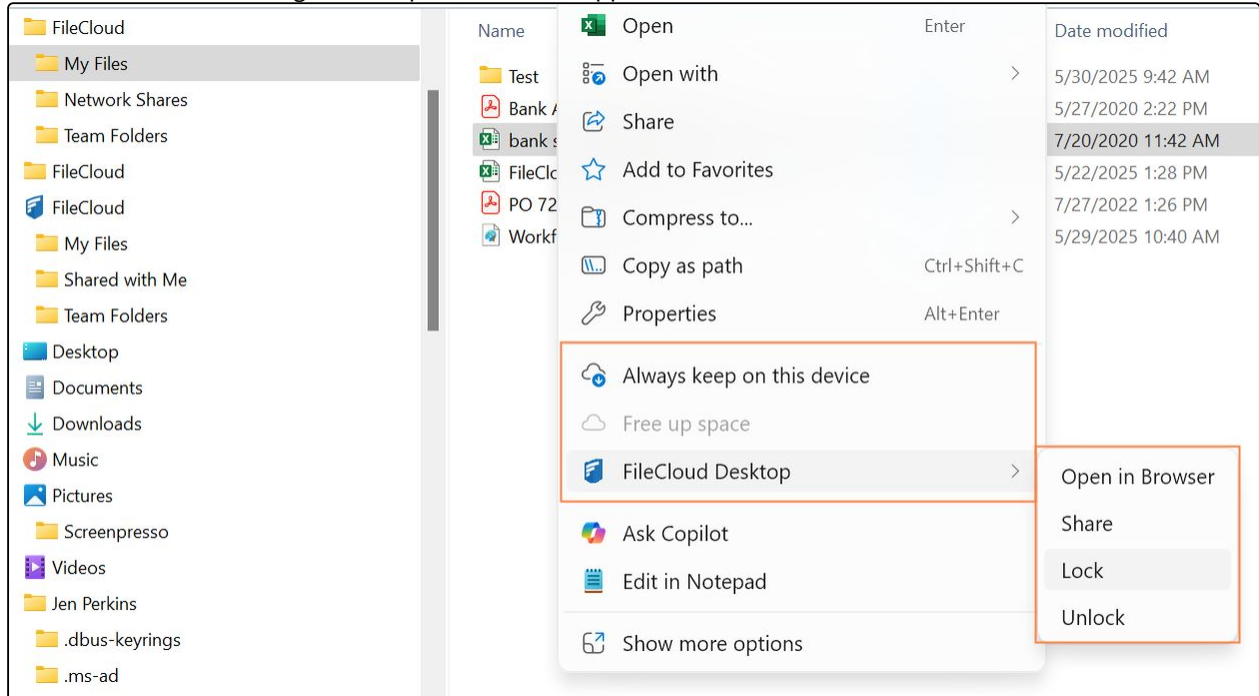 FileCloud
My Files
Network Shares
Team Folders
FileCloud
FileCloud
My Files
Shared with Me
Team Folders
Desktop
Documents
Downloads
Music
Pictures
Screenpresso
Videos
Jen Perkins
.dbus-keyrings
.ms-ad
Name
Test
Bank
bank
FileClo
PO 72
Workf
Open Enter
Open with
Share
Add to Favorites
Compress to...
Copy as path Ctrl+Shift+C
Properties Alt+Enter
Always keep on this device
Free up space
FileCloud Desktop
Ask Copilot
Edit in Notepad
Show more options
Open in Browser
Share
Lock
Unlock
Date modified
5/30/2025 9:42 AM
5/27/2020 2:22 PM
7/20/2020 11:42 AM
5/22/2025 1:28 PM
7/27/2022 1:26 PM
5/29/2025 10:40 AM